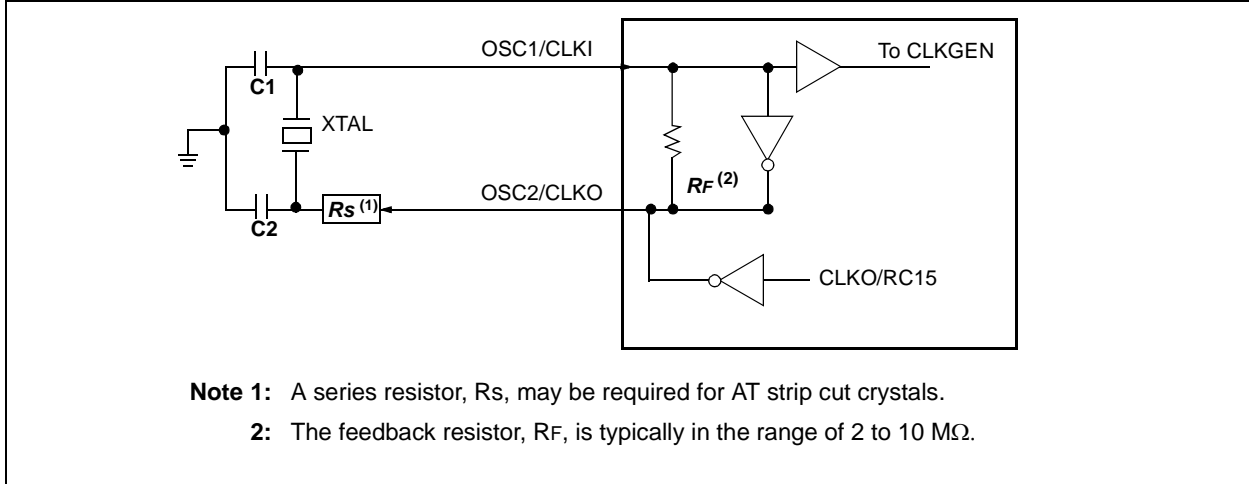 OSC1/CLKI
To CLKGEN
C1
XTAL
RF (2)
OSC2/CLKO
Rs (1)
C2
CLKO/RC15
Note 1: A series resistor, Rs, may be required for AT strip cut crystals.
2: The feedback resistor, RF, is typically in the range of 2 to 10 MΩ.